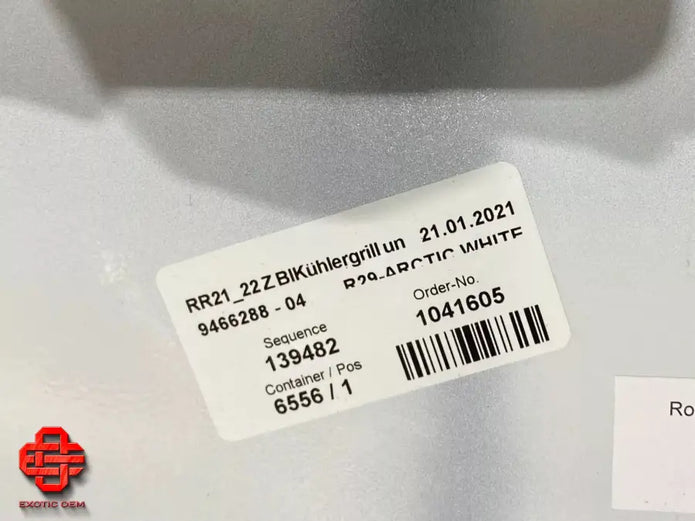 RR21_22 Z BIKühlergrill un 21.01.2021
9466288 - 04 R29-ARCTIC WHITE
Sequence
139482
Order-No.
1041605
Container / Pos
6556 / 1
Ro
EXOTIC OEM